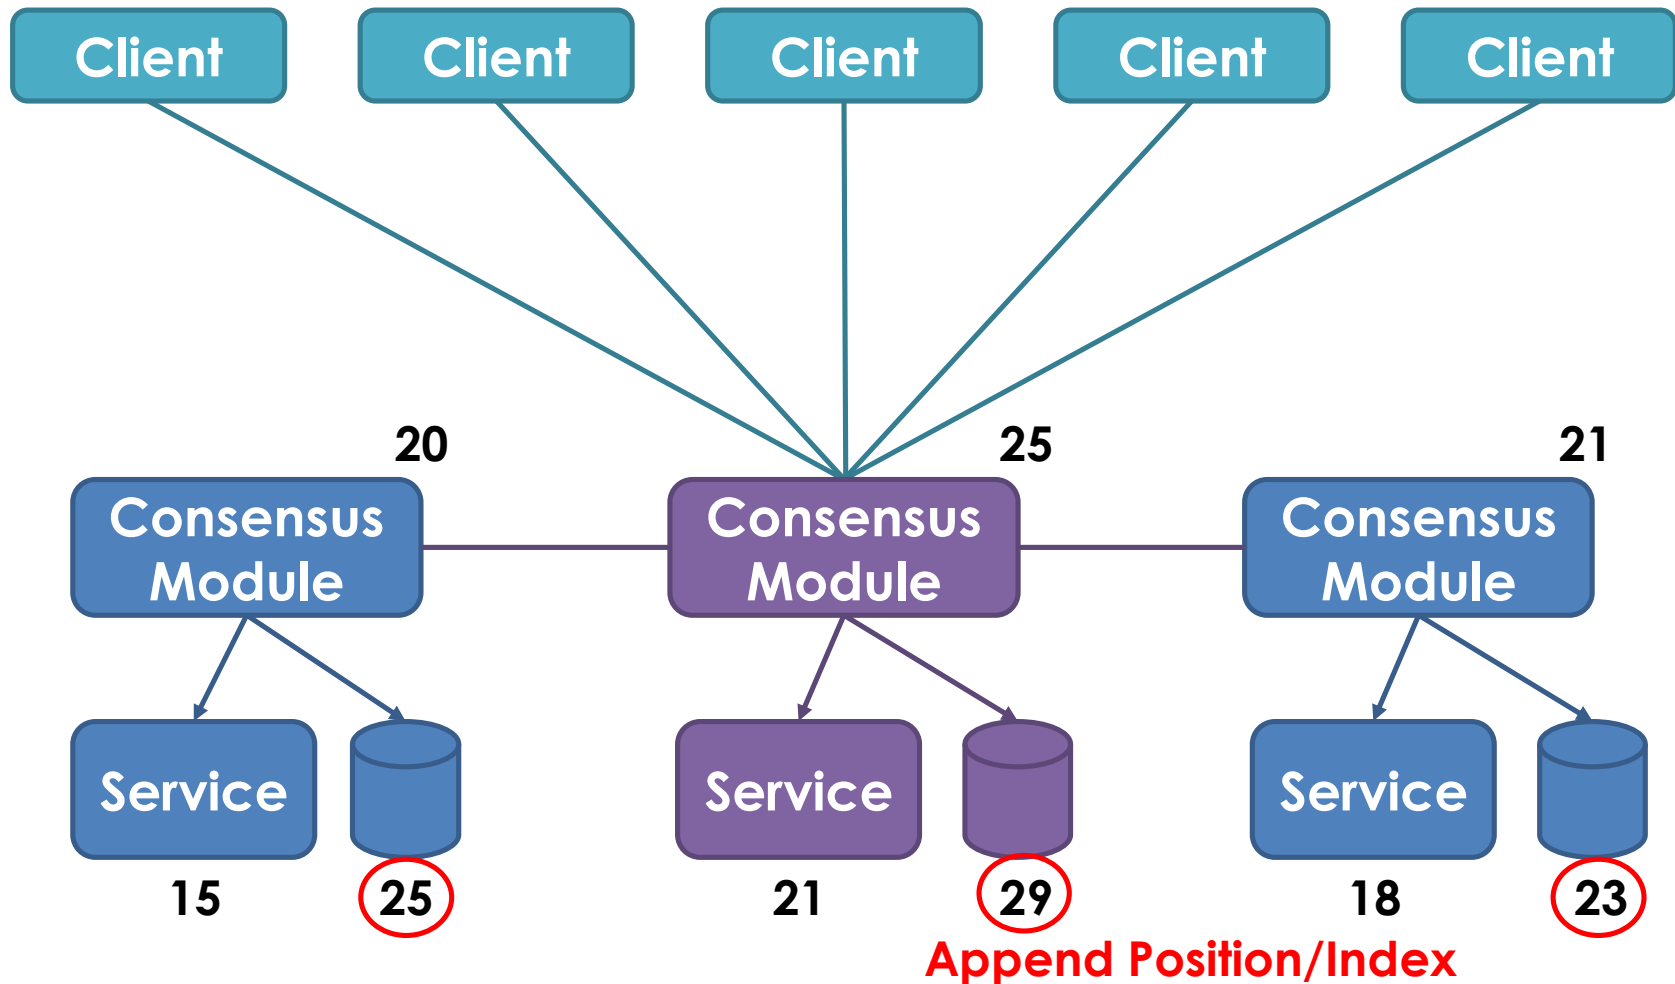 Client
Client
Client
Client
Client
20
25
21
Consensus
Module
Consensus
Module
Consensus
Module
Service
Service
Service
15
25
21
29
18
23
Append Position/Index